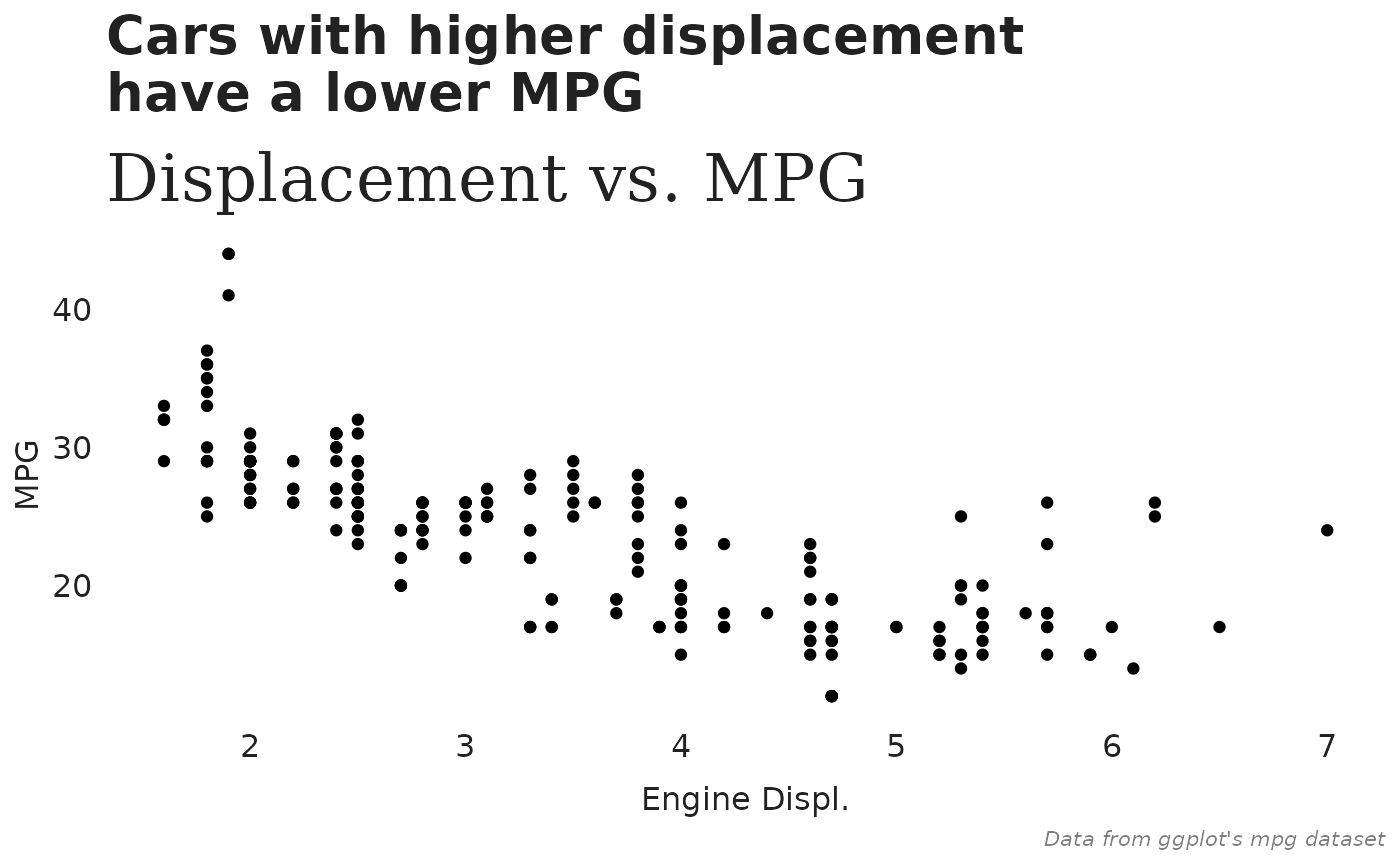 Cars with higher displacement
have a lower MPG
Displacement vs. MPG
MPG
40
30
20
2 3 4 5 6 7
Engine Displ.
Data from ggplot's mpg dataset